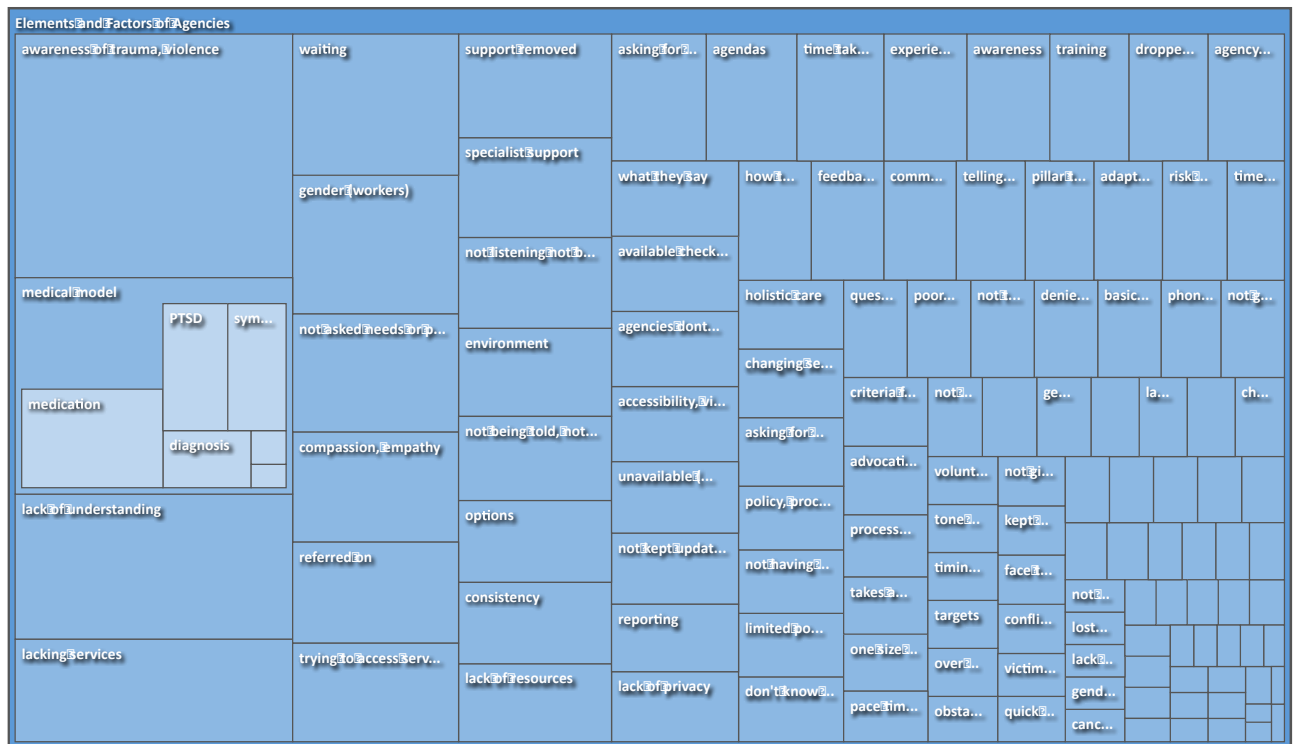 Elements and Factors of Agencies
awareness of trauma, violence
waiting
support removed
asking for ..
agendas
time tak...
experie...
awareness
training
droppe...
agency...
specialist support
what they say
how t...
feedba...
comm...
telling...
pillar t...
adapt...
risk ..
time...
gender (workers)
not listening not b...
available check...
medical model
PTSD
sym...
medication
diagnosis
holistic care
ques...
poor...
not t...
denie...
basic...
phon...
not g...
not asked needs or p...
environment
agencies dont...
changing se...
accessibility, vi...
criteria f...
not ..
ge...
la...
ch...
not being told, not...
asking for ..
compassion, empathy
advocati...
volunt...
not gi...
unavailable (...
lack of understanding
options
policy, proc...
process...
tone ..
kept ..
not kept updat...
referred on
not having ..
timin...
face t...
consistency
takes a...
not ..
reporting
limited po...
targets
confli...
lost...
lacking services
trying to access serv...
one size ..
over ..
victim...
lack ..
lack of resources
lack of privacy
don't know ..
pace tim...
obsta...
quick ..
gend...
canc...